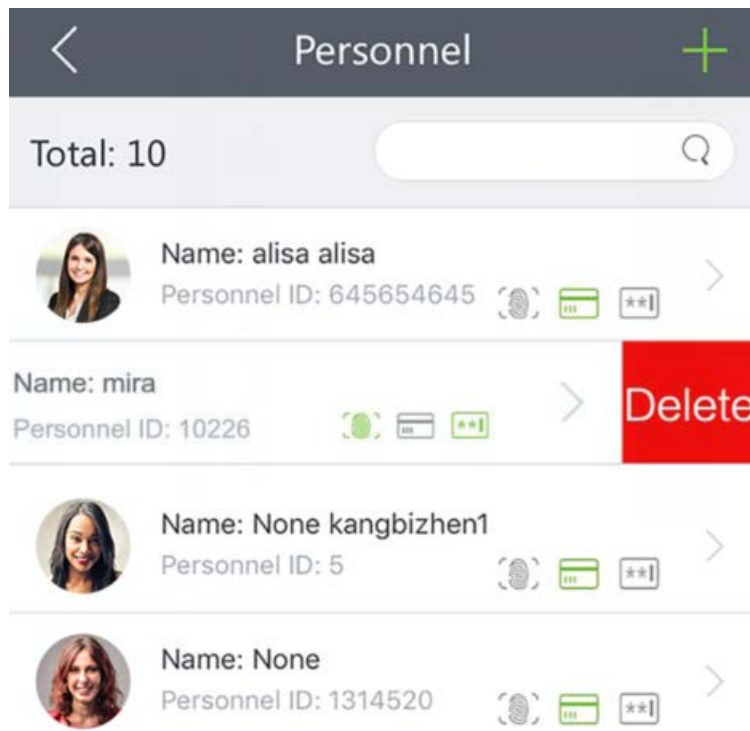 Personnel
Total: 10
Name: alisa alisa
Personnel ID: 645654645
**
Name: mira
Personnel ID: 10226
**
Delete
Name: None kangbizhen1
Personnel ID: 5
**
Name: None
Personnel ID: 1314520
**